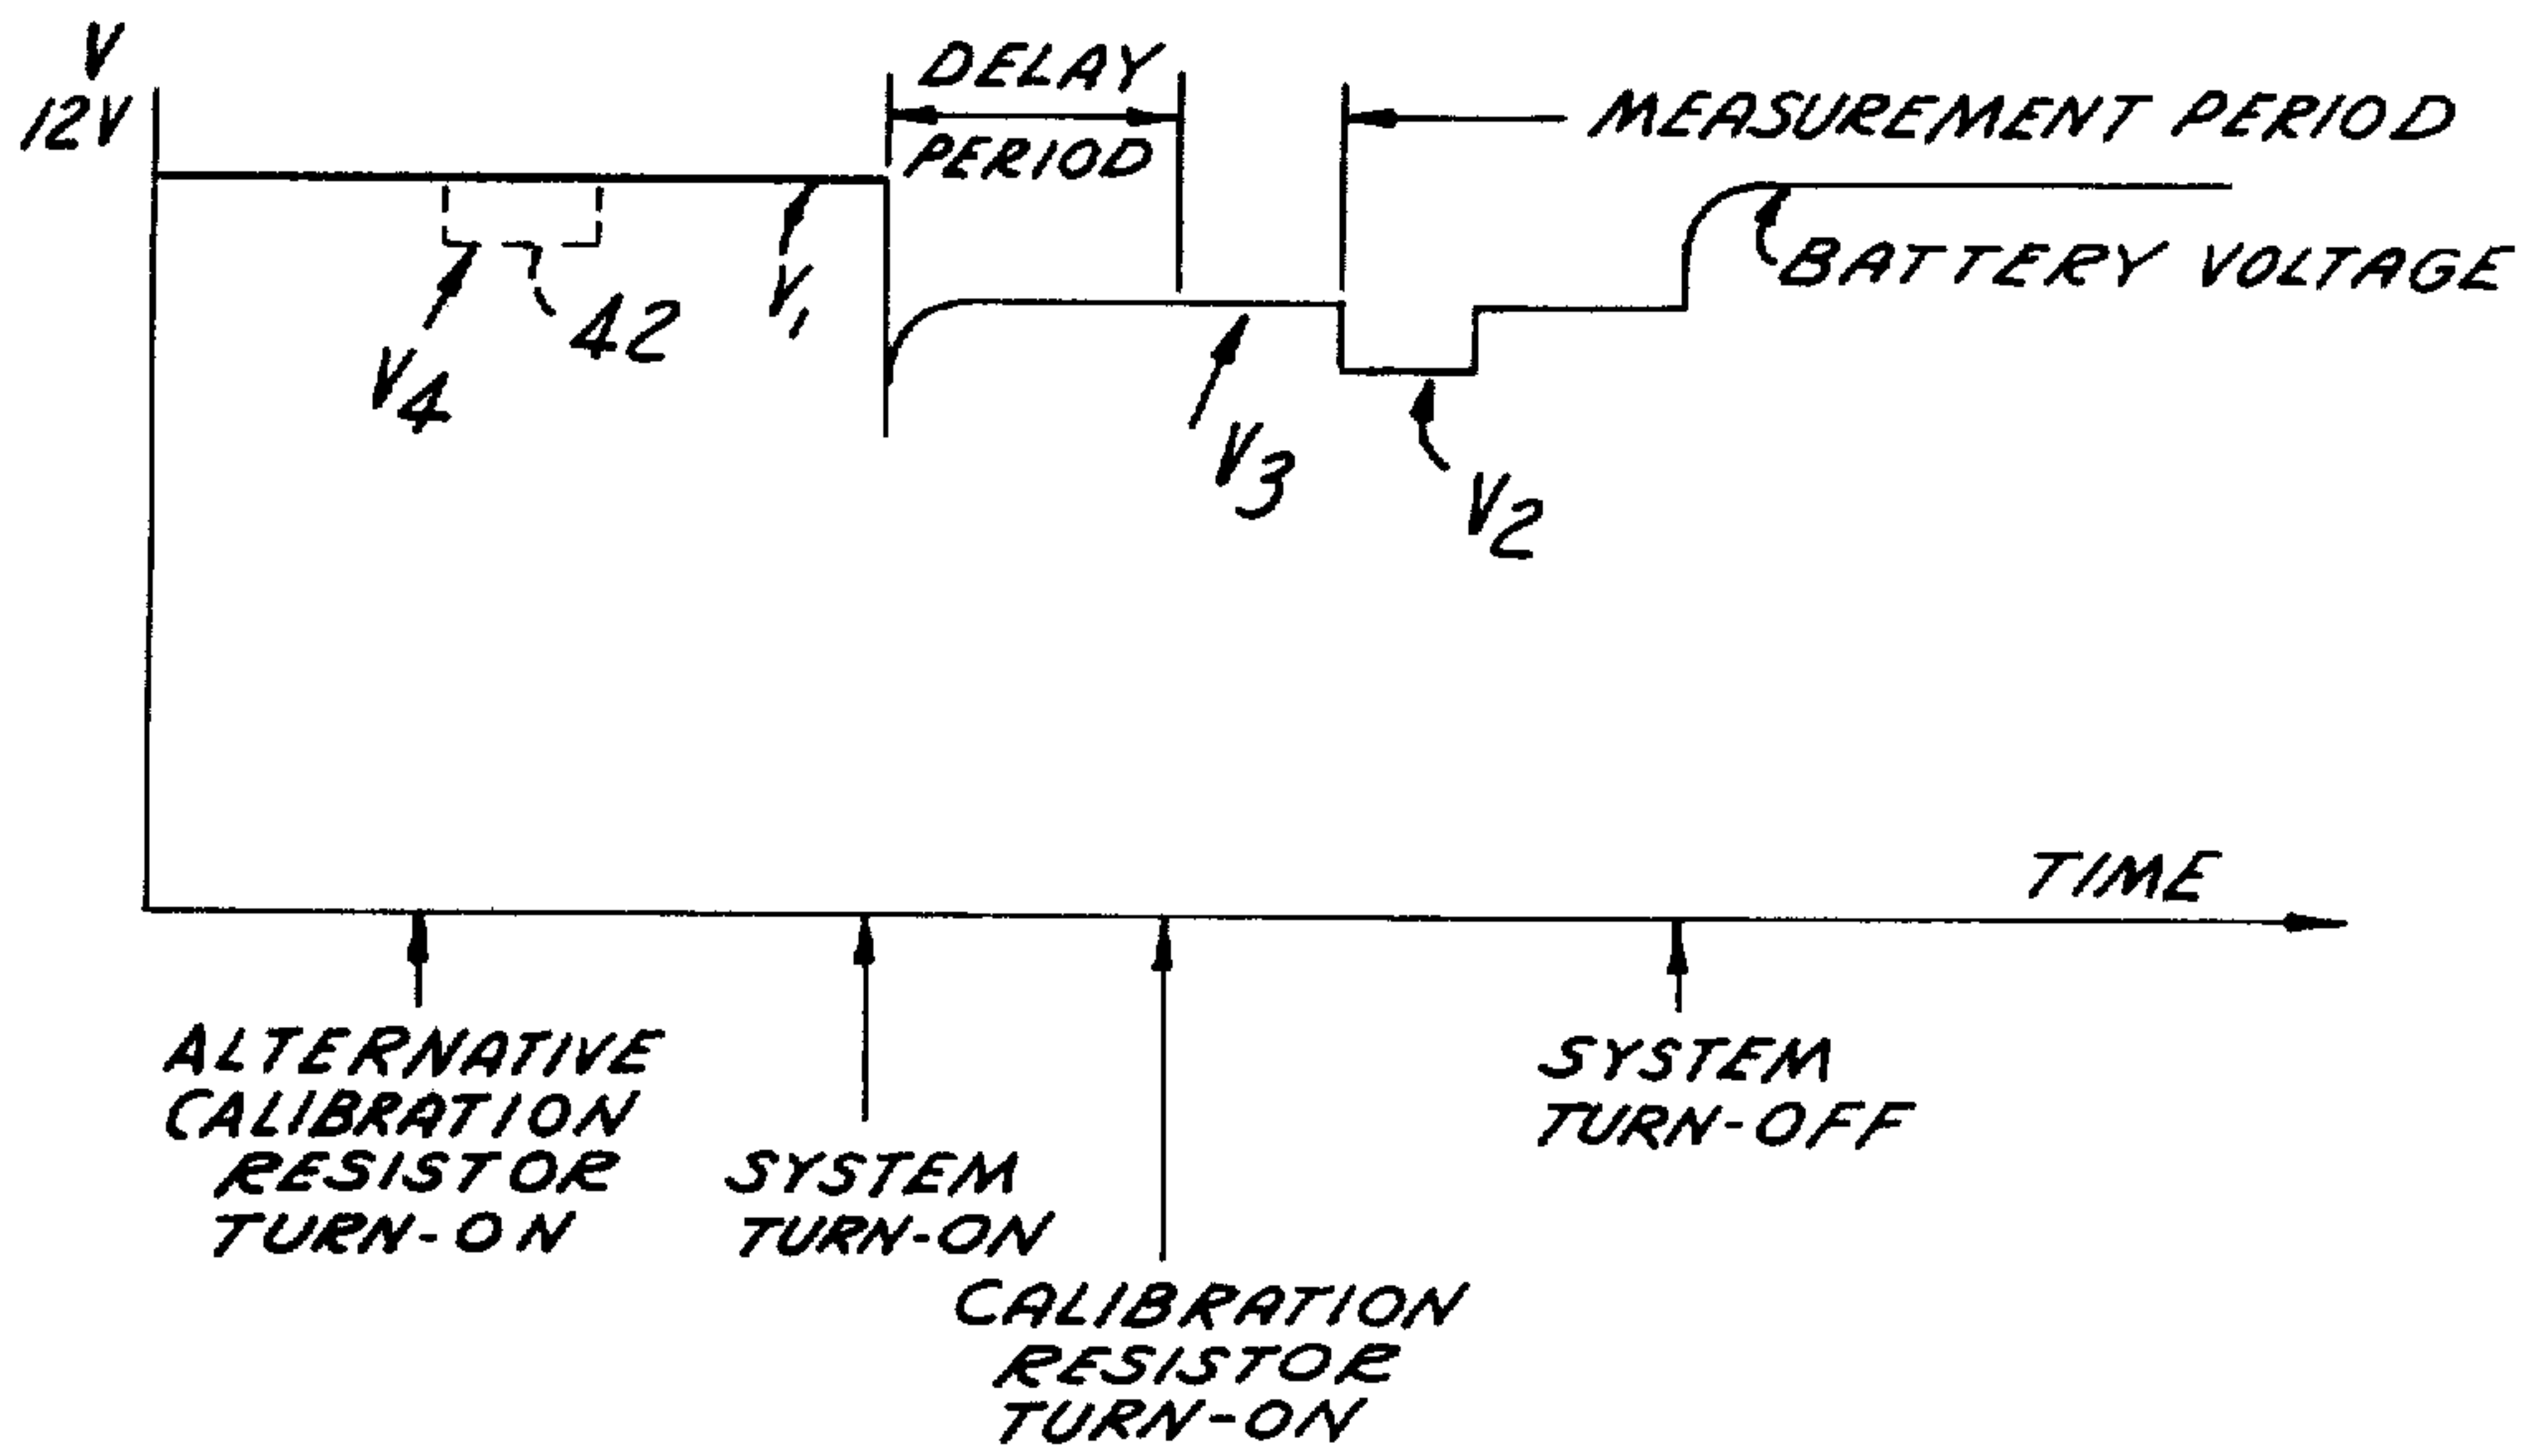 V
12V
DELAY
PERIOD
MEASUREMENT PERIOD
BATTERY VOLTAGE
V1
42
V4
V3
V2
TIME
ALTERNATIVE
CALIBRATION
RESISTOR
TURN-ON
SYSTEM
TURN-ON
CALIBRATION
RESISTOR
TURN-ON
SYSTEM
TURN-OFF